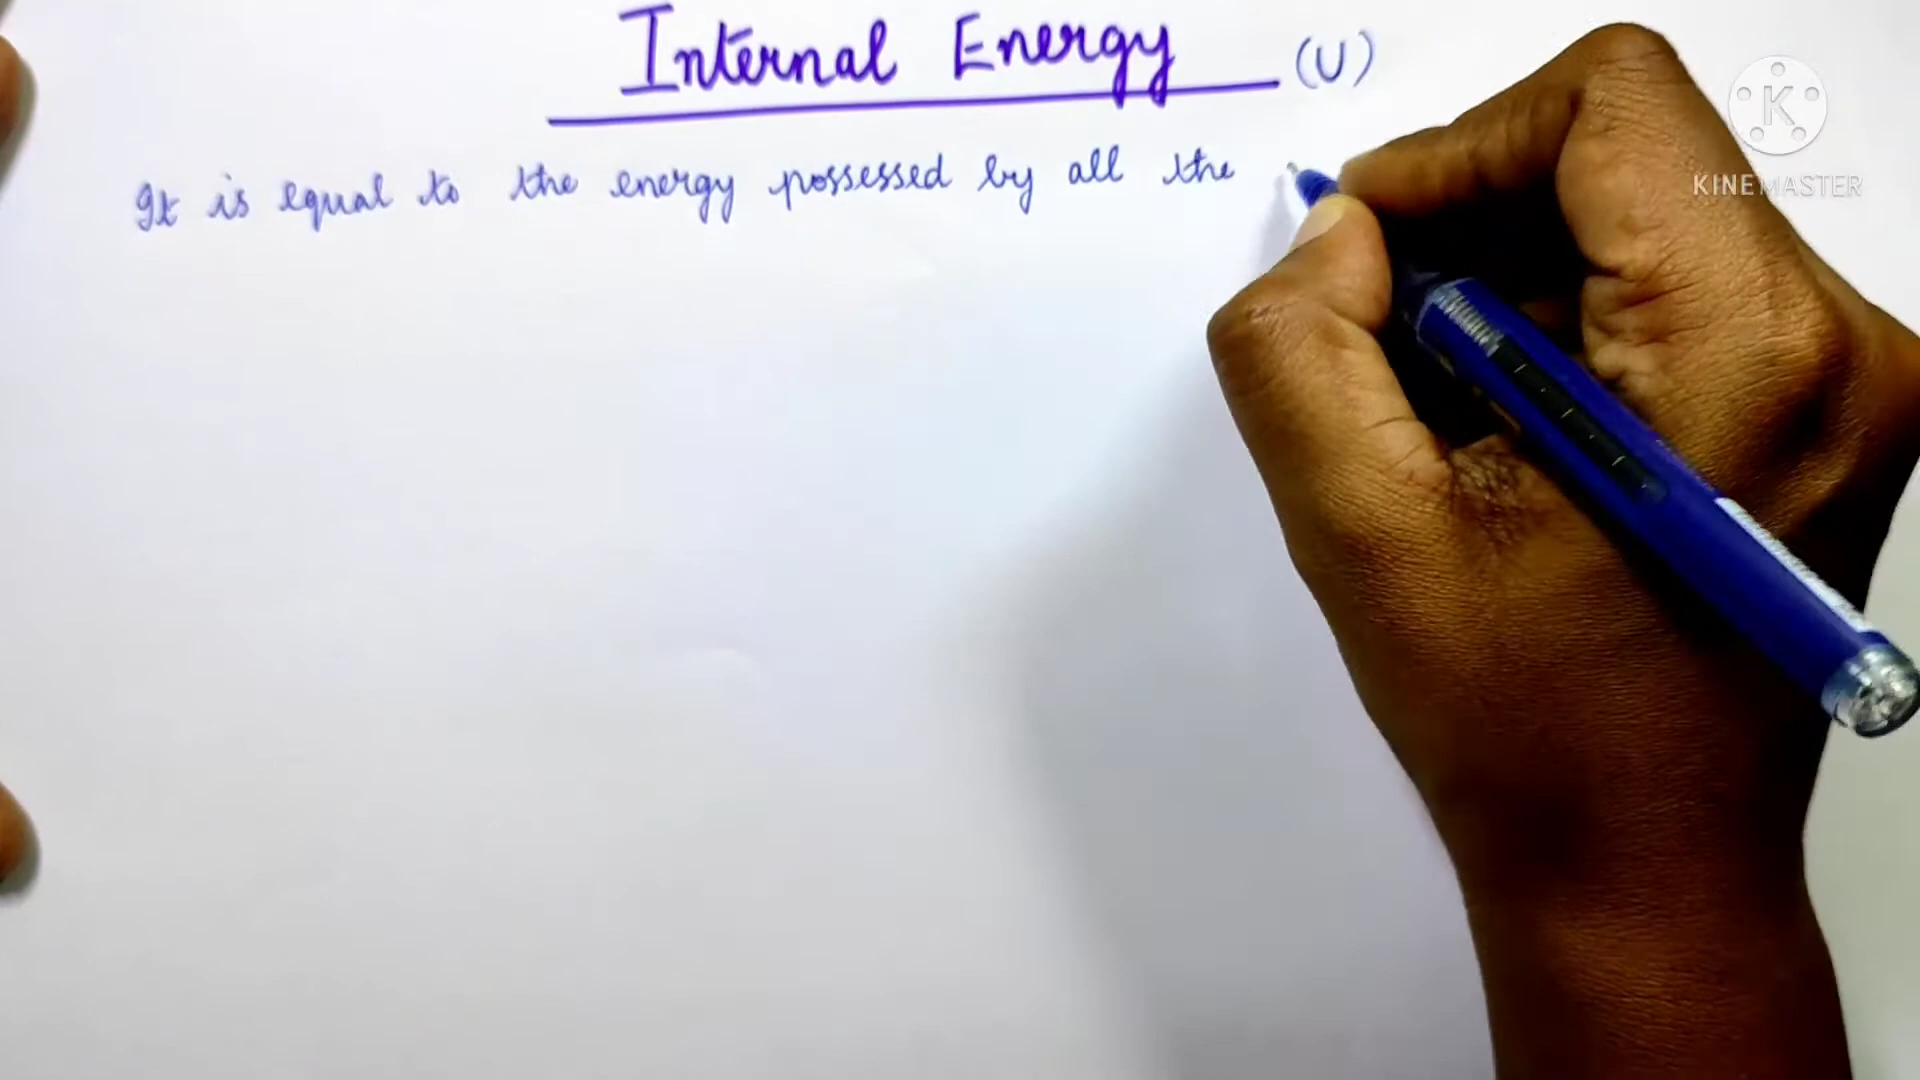 Internal Energy (U)
It is equal to the energy possessed by all the
K
KINEMASTER